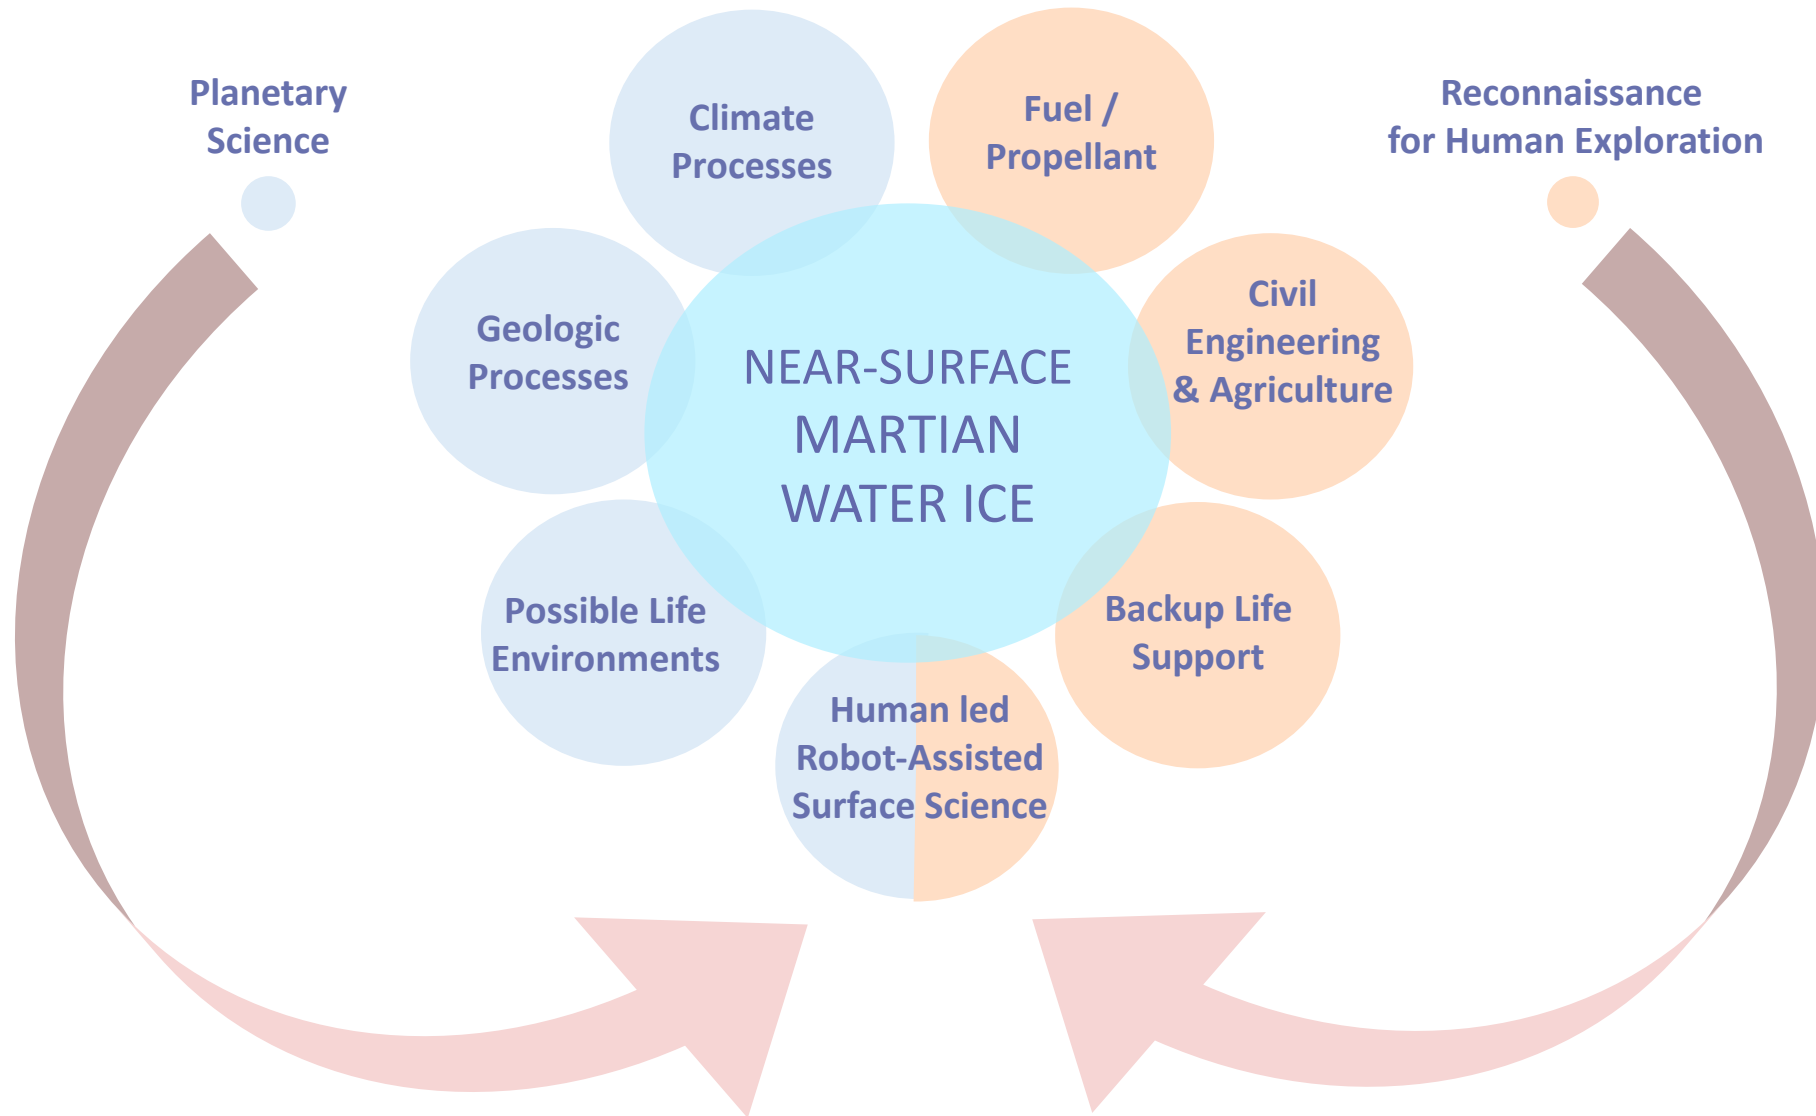 Planetary
Science
Climate
Processes
Fuel /
Propellant
Reconnaissance
for Human Exploration
Geologic
Processes
NEAR-SURFACE
MARTIAN
WATER ICE
Civil
Engineering
& Agriculture
Possible Life
Environments
Backup Life
Support
Human led
Robot-Assisted
Surface Science